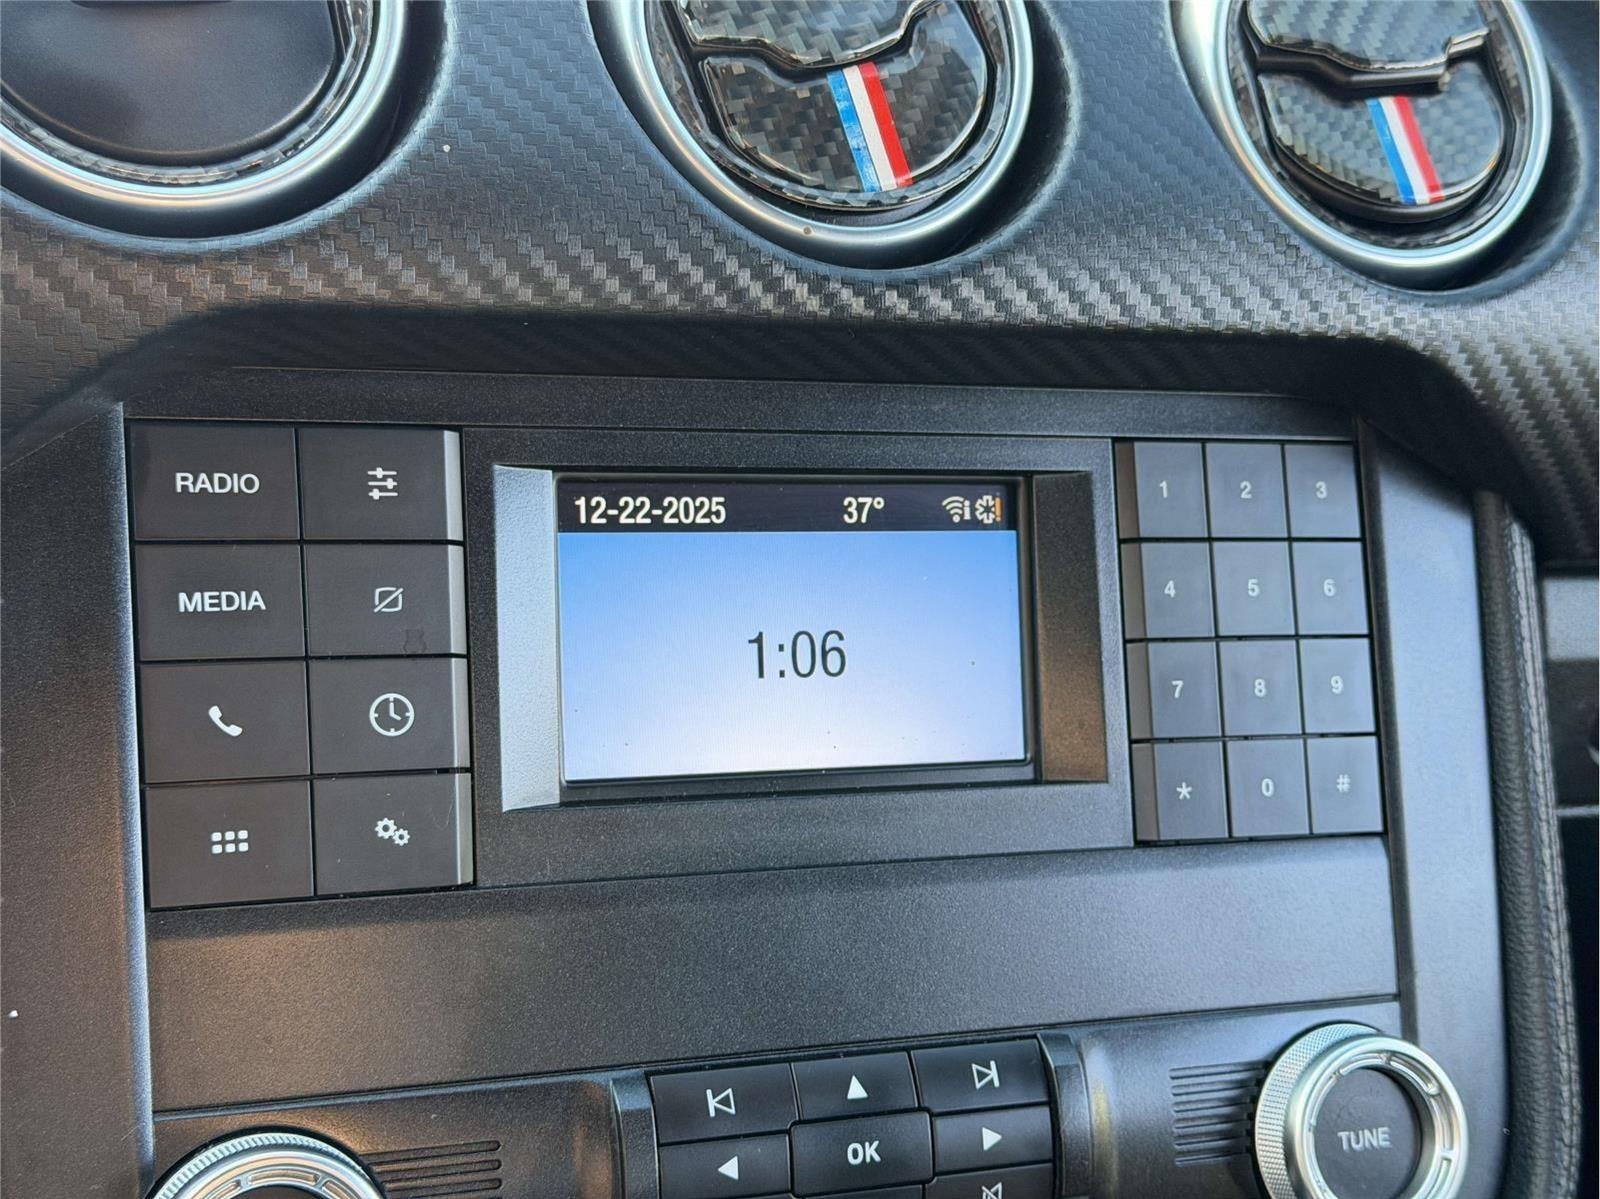 RADIO
MEDIA
12-22-2025 37°
1:06
1 2 3
4 5 6
7 8 9
* 0 #
OK
TUNE